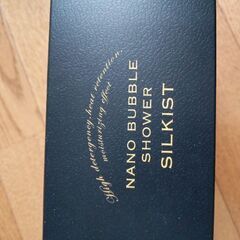 High detergency, heat retention,
moisturizing effect
NANO BUBBLE
SHOWER
SILKIST